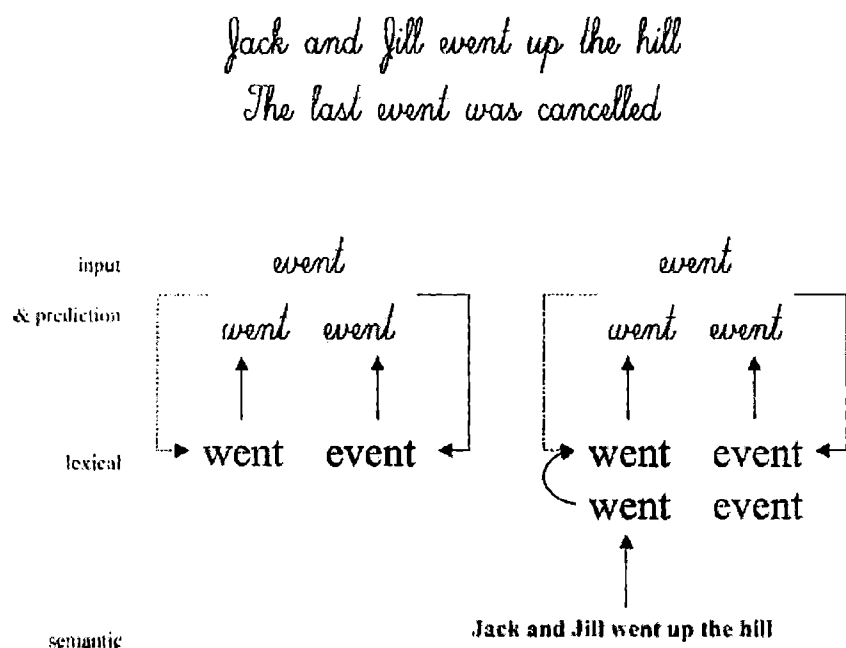 Jack and Jill event up the hill
The last event was cancelled
input event event
& prediction went event went event
lexical went event went event
went event
semantic Jack and Jill went up the hill